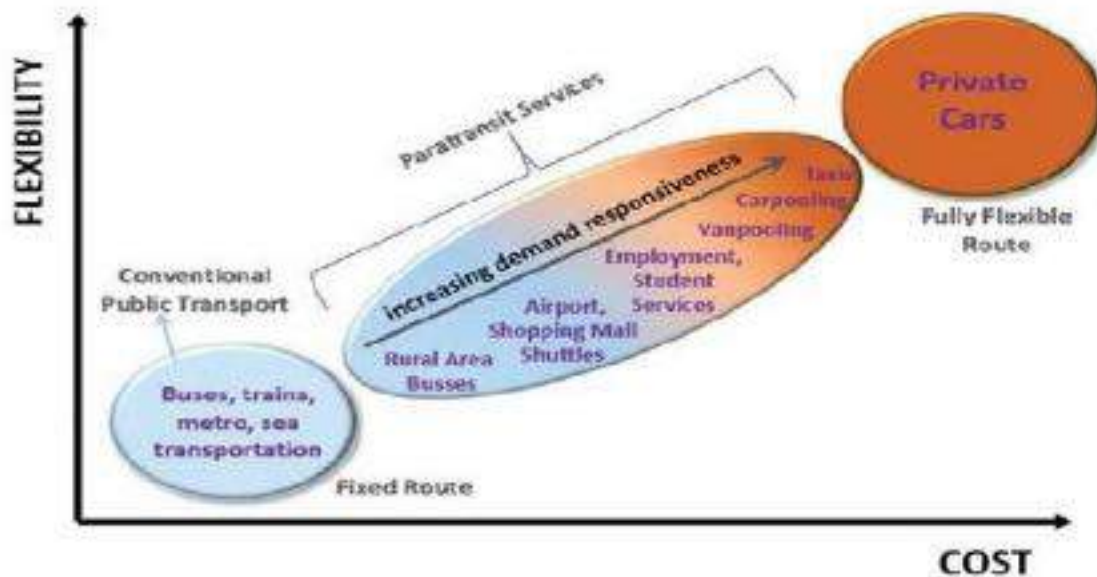 FLEXIBILITY
Paratransit Services
increasing demand responsiveness
Private
Cars
Fully Flexible
Route
Taxis
Carpooling
Vanpooling
Employment,
Student
Services
Airport,
Shopping Mall
Shuttles
Rural Area
Busses
Conventional
Public Transport
Buses, trains,
metro, sea
transportation
Fixed Route
COST